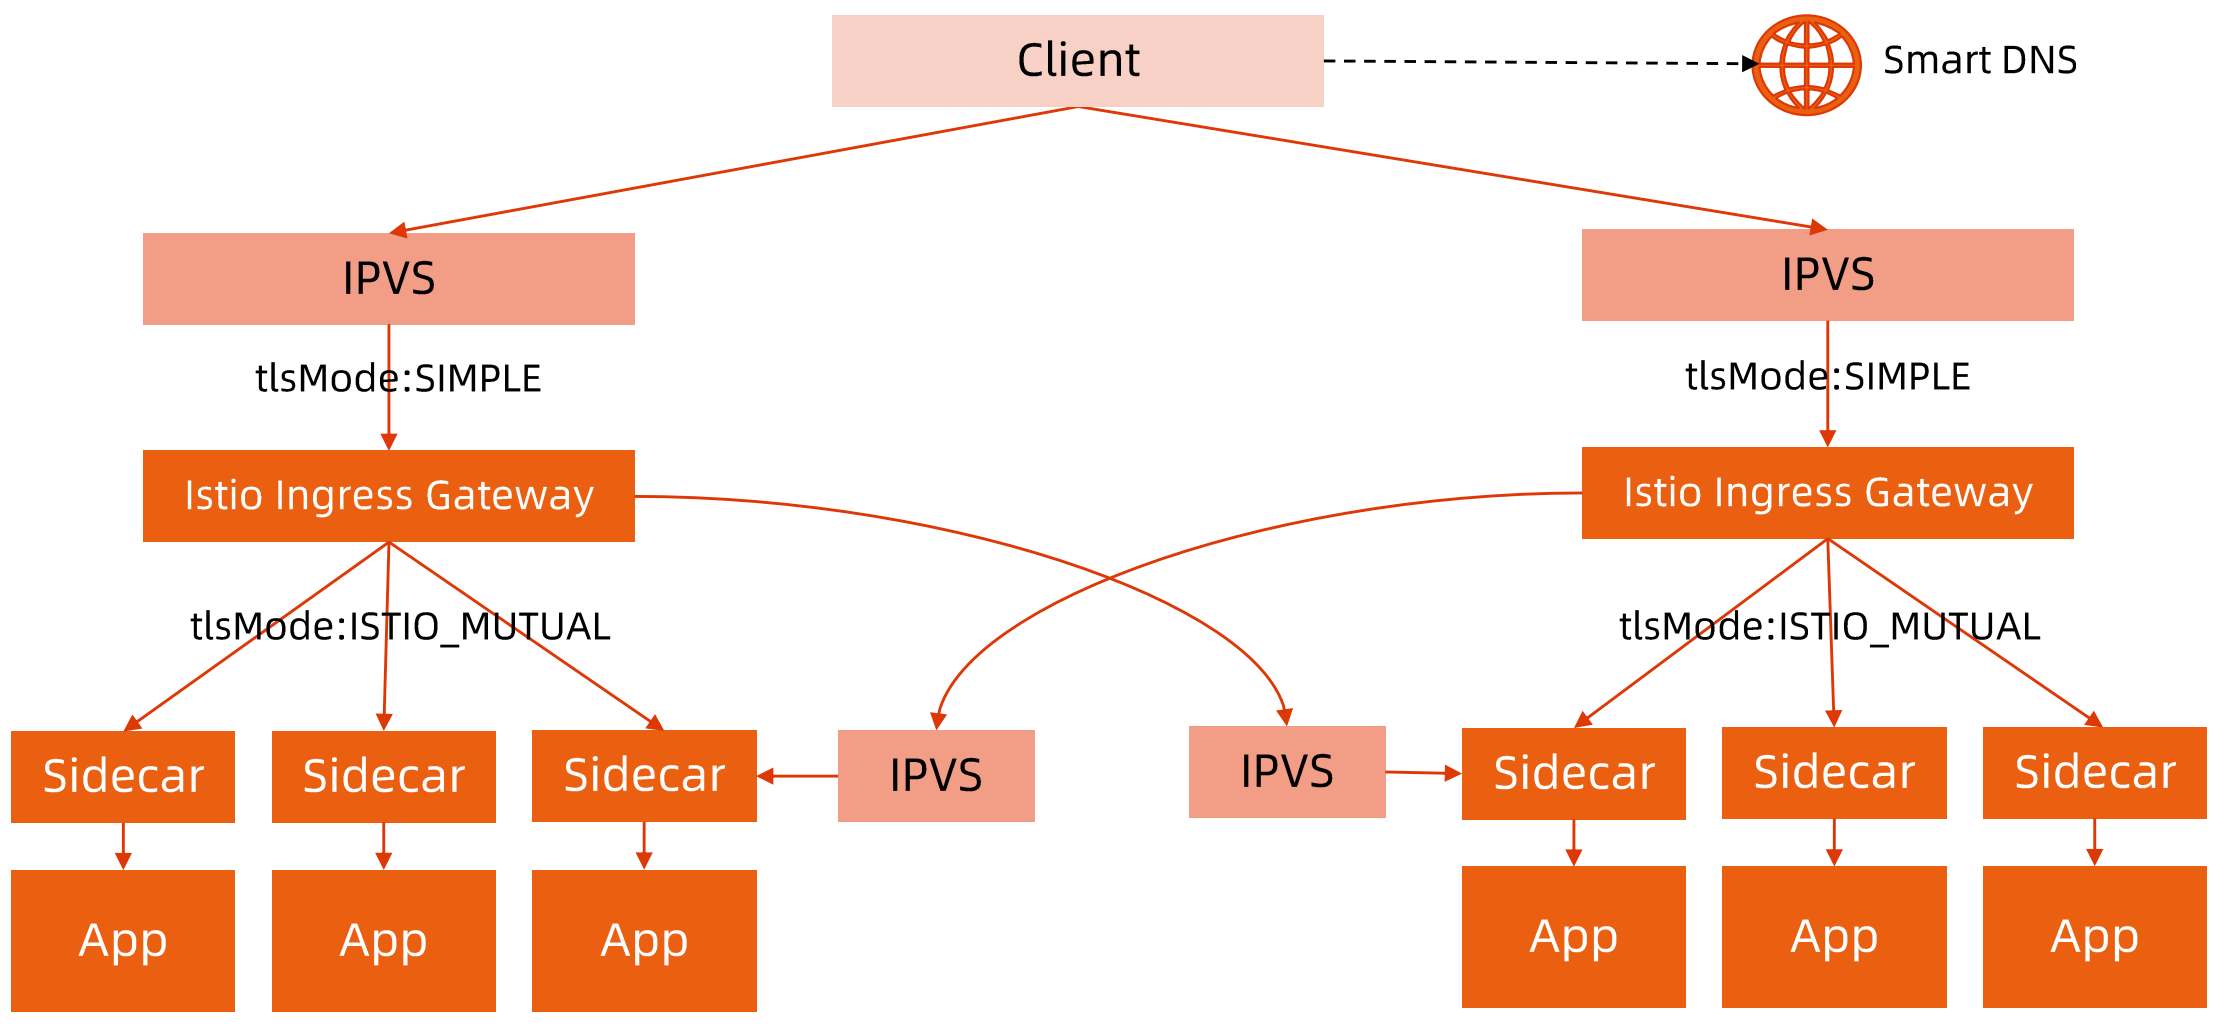 Client
Smart DNS
IPVS
IPVS
tlsMode:SIMPLE
tlsMode:SIMPLE
Istio Ingress Gateway
Istio Ingress Gateway
tlsMode:ISTIO_MUTUAL
tlsMode:ISTIO_MUTUAL
Sidecar
Sidecar
Sidecar
IPVS
IPVS
Sidecar
Sidecar
Sidecar
App
App
App
App
App
App